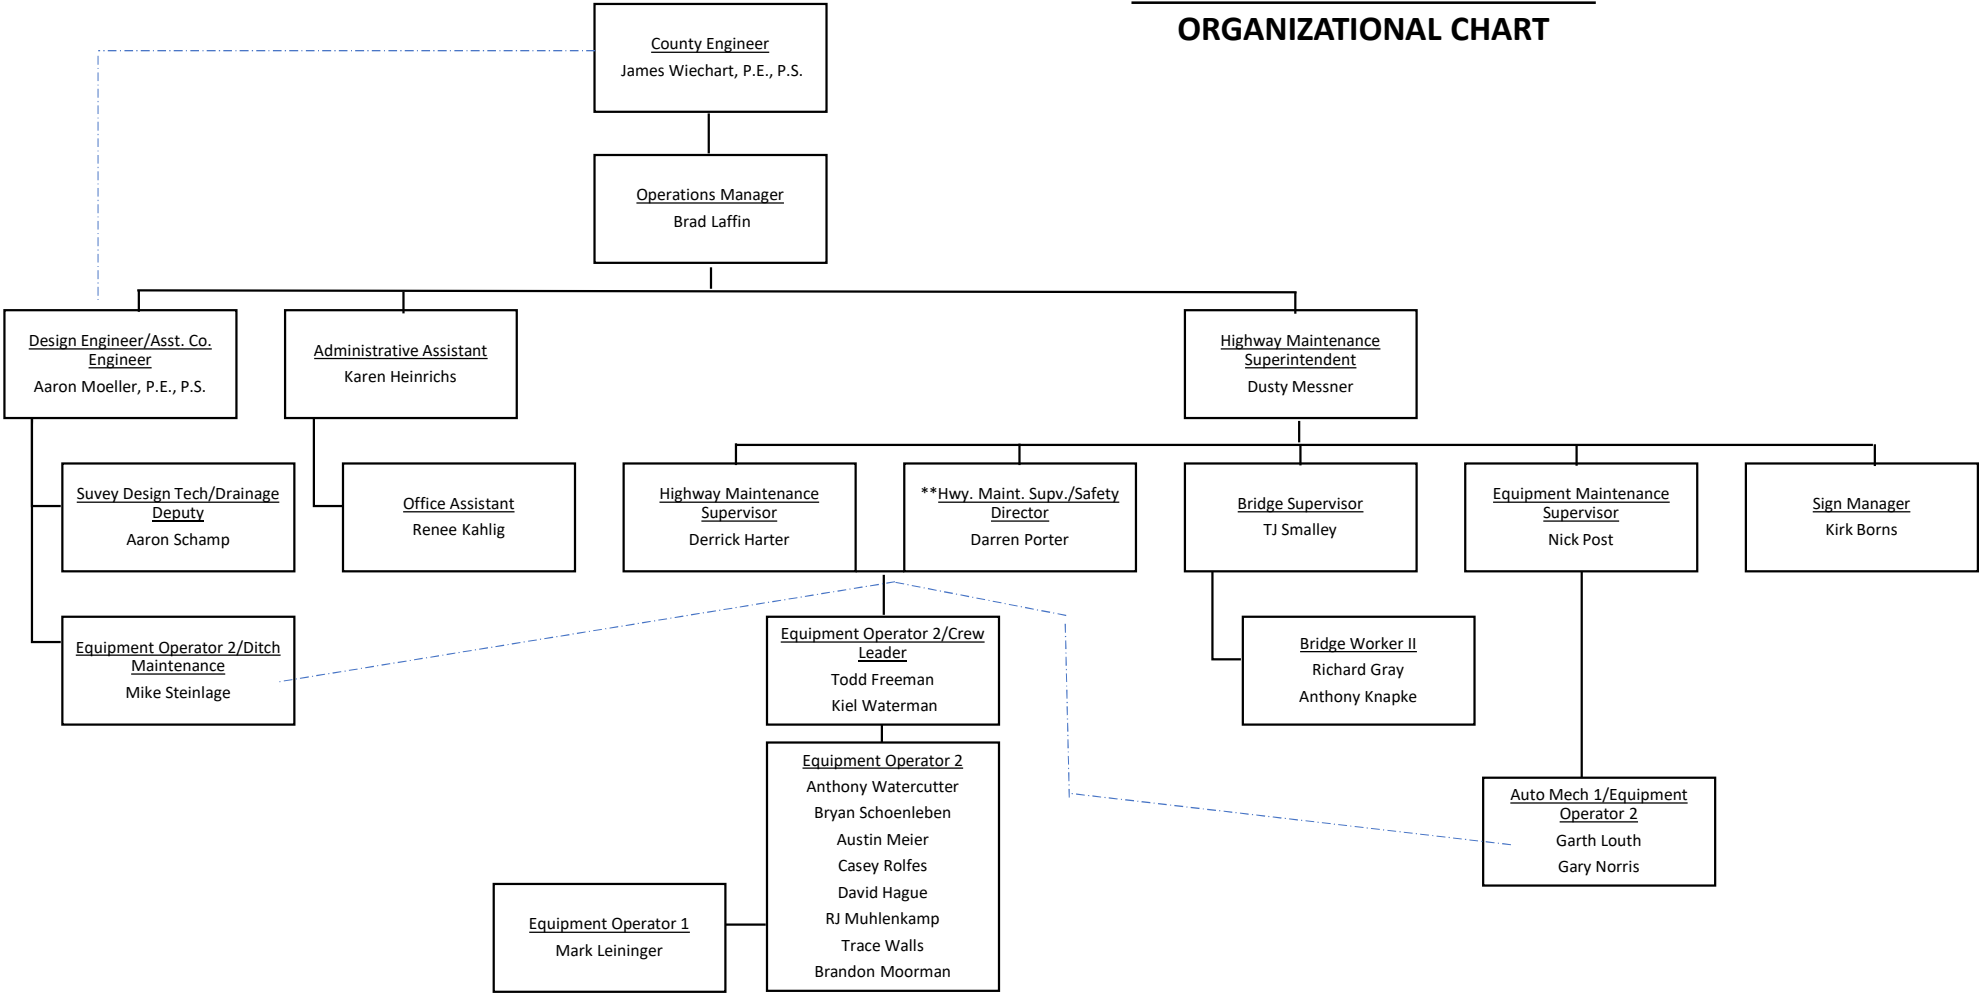 ORGANIZATIONAL CHART
County Engineer
James Wiechart, P.E., P.S.
Operations Manager
Brad Laffin
Design Engineer/Asst. Co.
Engineer
Aaron Moeller, P.E., P.S.
Administrative Assistant
Karen Heinrichs
Highway Maintenance
Superintendent
Dusty Messner
Suvey Design Tech/Drainage
Deputy
Aaron Schamp
Office Assistant
Renee Kahlig
Highway Maintenance
Supervisor
Derrick Harter
**Hwy. Maint. Supv./Safety
Director
Darren Porter
Bridge Supervisor
TJ Smalley
Equipment Maintenance
Supervisor
Nick Post
Sign Manager
Kirk Borns
Equipment Operator 2/Ditch
Maintenance
Mike Steinlage
Equipment Operator 2/Crew
Leader
Todd Freeman
Kiel Waterman
Bridge Worker II
Richard Gray
Anthony Knapke
Equipment Operator 2
Anthony Watercutter
Bryan Schoenleben
Austin Meier
Casey Rolfes
David Hague
RJ Muhlenkamp
Trace Walls
Brandon Moorman
Auto Mech 1/Equipment
Operator 2
Garth Louth
Gary Norris
Equipment Operator 1
Mark Leininger